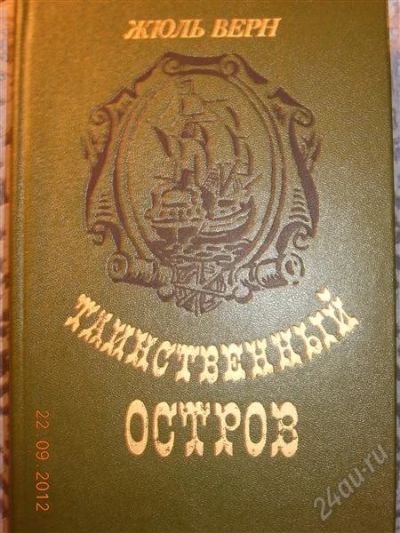 ЖЮЛЬ ВЕРН
ТАИНСТВЕННЫЙ
ОСТРОВ
22 09 2012
24au.ru